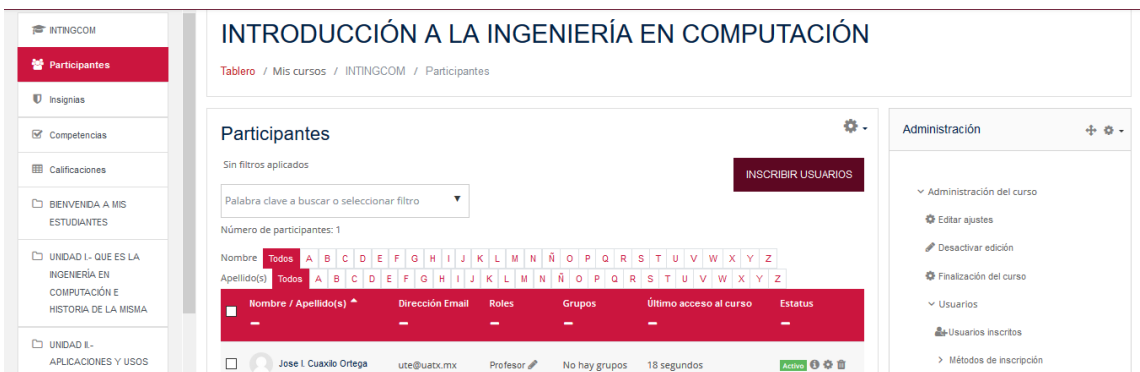 INTINGCOM
Participantes
Insignias
Competencias
Calificaciones
BIENVENIDA A MIS
ESTUDIANTES
UNIDAD I.- QUE ES LA
INGENIERÍA EN
COMPUTACIÓN E
HISTORIA DE LA MISMA
UNIDAD II.-
APLICACIONES Y USOS
INTRODUCCIÓN A LA INGENIERÍA EN COMPUTACIÓN
Tablero / Mis cursos / INTINGCOM / Participantes
Participantes
Sin filtros aplicados
INSCRIBIR USUARIOS
Palabra clave a buscar o seleccionar filtro
Número de participantes: 1
Nombre Todos A B C D E F G H I J K L M N Ñ O P Q R S T U V W X Y Z
Apellido(s) Todos A B C D E F G H I J K L M N Ñ O P Q R S T U V W X Y Z
Nombre / Apellido(s) Dirección Email Roles Grupos Último acceso al curso Estatus
Jose I. Cuaxilo Ortega ute@uatx.mx Profesor No hay grupos 18 segundos Activo
Administración
Administración del curso
Editar ajustes
Desactivar edición
Finalización del curso
Usuarios
Usuarios inscritos
Métodos de inscripción